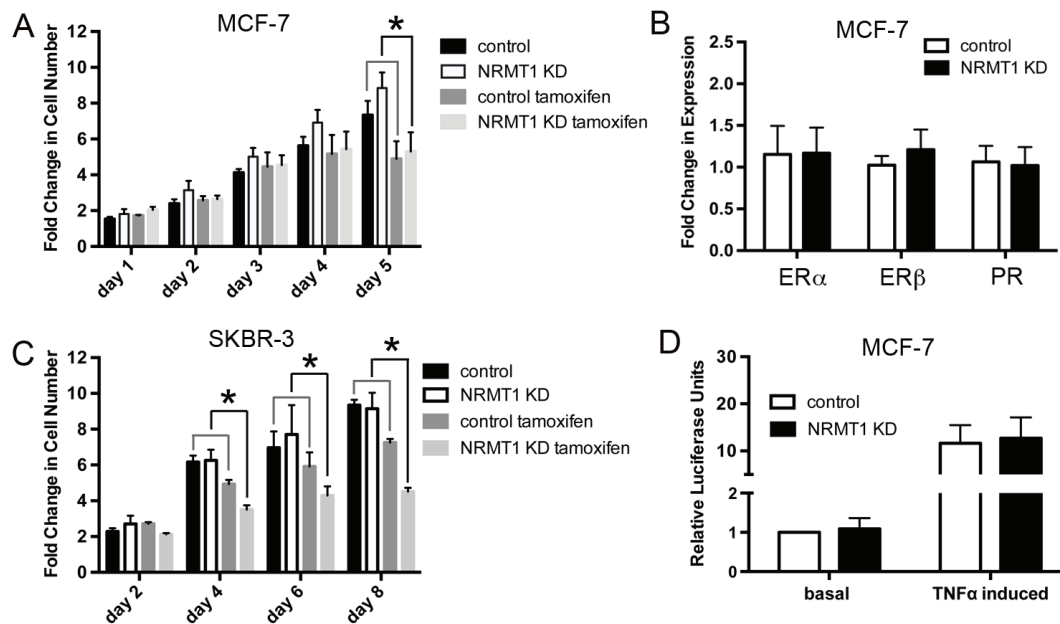 A
MCF-7
Fold Change in Cell Number
12
10
8
6
4
2
0
*
control
NRMT1 KD
control tamoxifen
NRMT1 KD tamoxifen
day 1
day 2
day 3
day 4
day 5
B
MCF-7
Fold Change in Expression
2.5
2.0
1.5
1.0
0.5
0.0
control
NRMT1 KD
ERα
ERβ
PR
C
SKBR-3
Fold Change in Cell Number
12
10
8
6
4
2
0
*
*
*
control
NRMT1 KD
control tamoxifen
NRMT1 KD tamoxifen
day 2
day 4
day 6
day 8
D
MCF-7
Relative Luciferase Units
30
20
10
2
1
0
control
NRMT1 KD
basal
TNFα induced